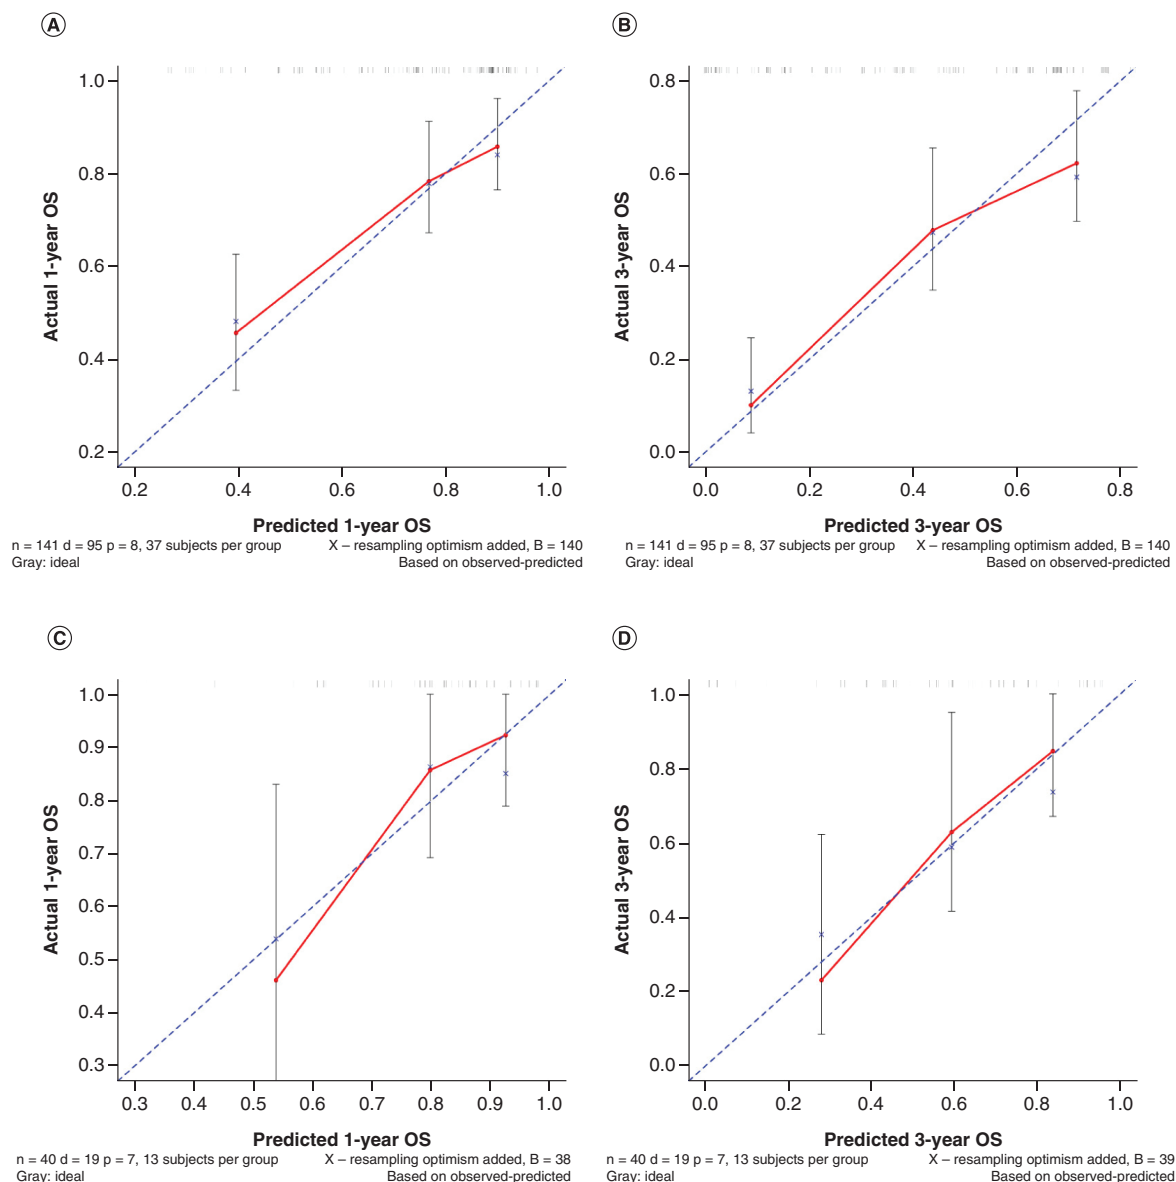 A
B
1.0
0.8
0.6
0.4
0.2
Actual 1-year OS
0.2 0.4 0.6 0.8 1.0
Predicted 1-year OS
n = 141 d = 95 p = 8, 37 subjects per group X – resampling optimism added, B = 140
Gray: ideal Based on observed-predicted
0.8
0.6
0.4
0.2
0.0
Actual 3-year OS
0.0 0.2 0.4 0.6 0.8
Predicted 3-year OS
n = 141 d = 95 p = 8, 37 subjects per group X – resampling optimism added, B = 140
Gray: ideal Based on observed-predicted
C
D
1.0
0.9
0.8
0.7
0.6
0.5
0.4
0.3
Actual 1-year OS
0.3 0.4 0.5 0.6 0.7 0.8 0.9 1.0
Predicted 1-year OS
n = 40 d = 19 p = 7, 13 subjects per group X – resampling optimism added, B = 38
Gray: ideal Based on observed-predicted
1.0
0.8
0.6
0.4
0.2
0.0
Actual 3-year OS
0.0 0.2 0.4 0.6 0.8 1.0
Predicted 3-year OS
n = 40 d = 19 p = 7, 13 subjects per group X – resampling optimism added, B = 39
Gray: ideal Based on observed-predicted